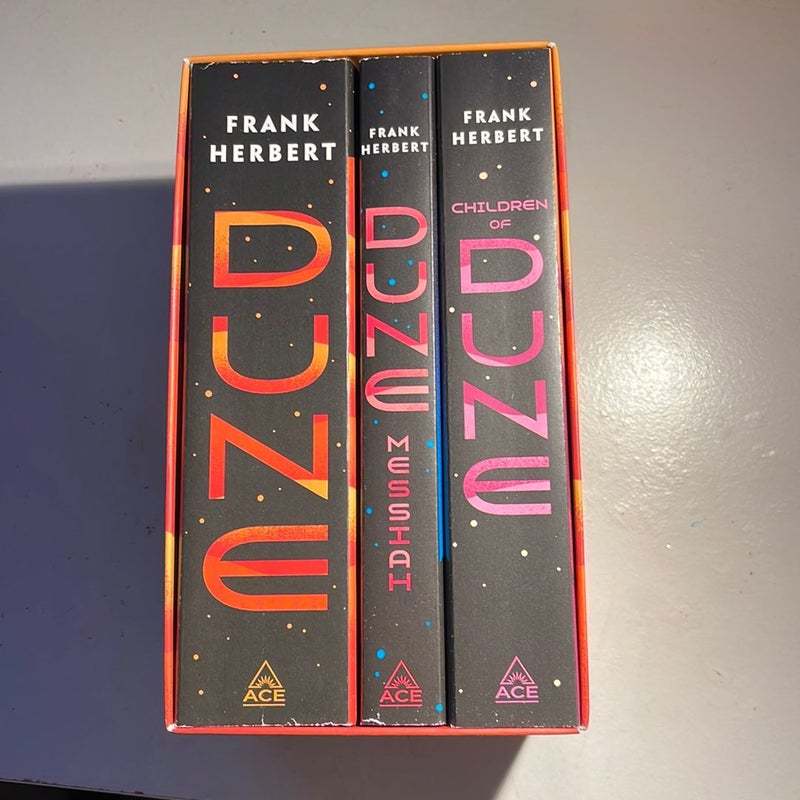 FRANK
HERBERT
DUNE
ACE
FRANK
HERBERT
DUNE
MESSIAH
ACE
FRANK
HERBERT
CHILDREN
OF
DUNE
ACE